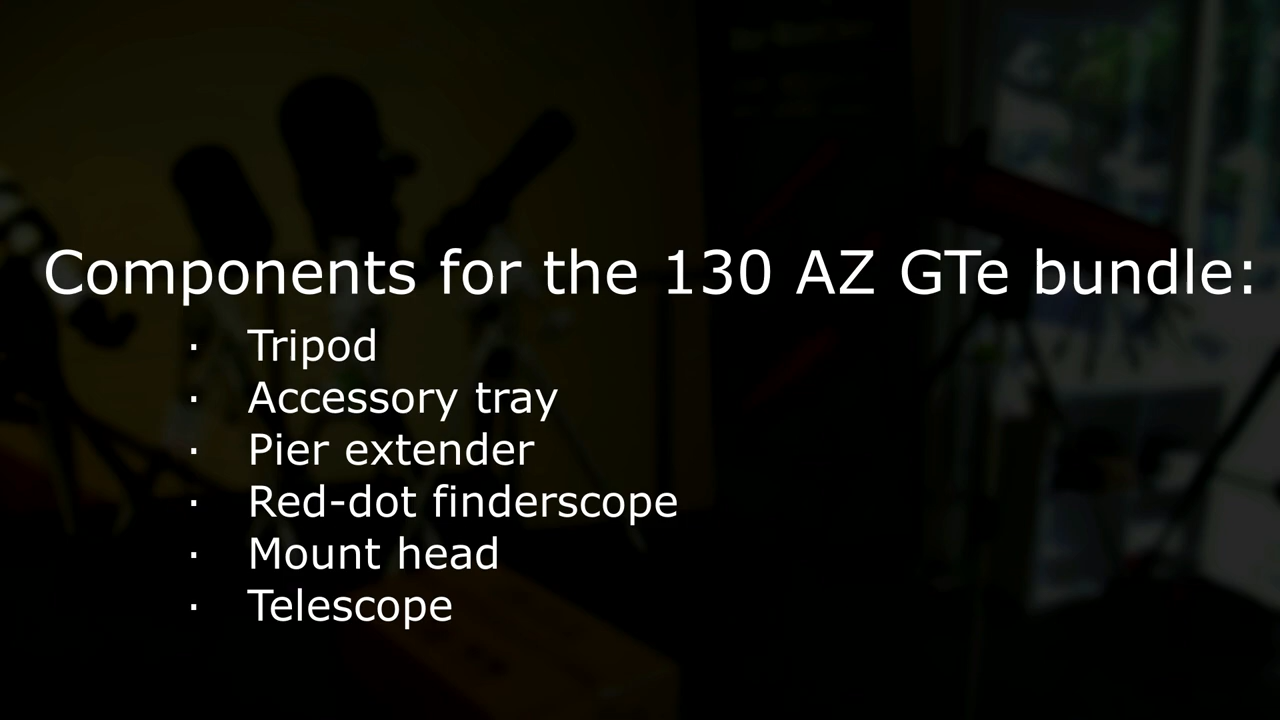 Components for the 130 AZ GTe bundle:
· Tripod
· Accessory tray
· Pier extender
· Red-dot finderscope
· Mount head
· Telescope